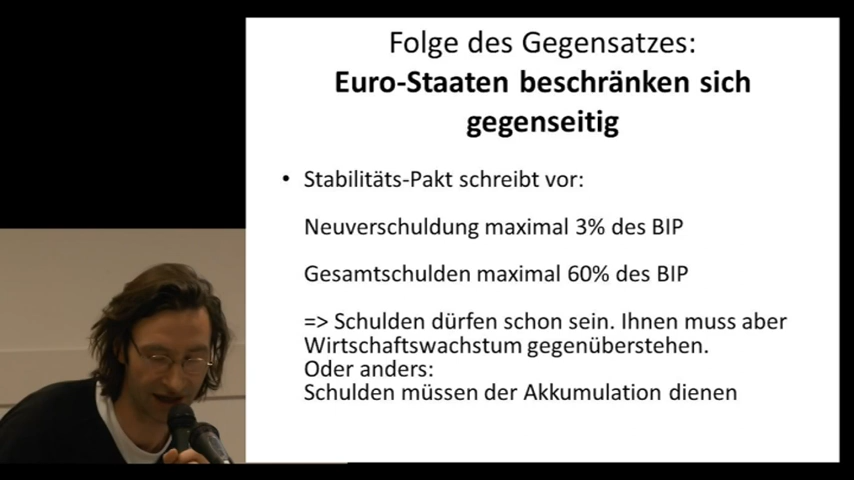 Folge des Gegensatzes:
Euro-Staaten beschränken sich
gegenseitig
• Stabilitäts-Pakt schreibt vor:
Neuverschuldung maximal 3% des BIP
Gesamtschulden maximal 60% des BIP
=> Schulden dürfen schon sein. Ihnen muss aber
Wirtschaftswachstum gegenüberstehen.
Oder anders:
Schulden müssen der Akkumulation dienen